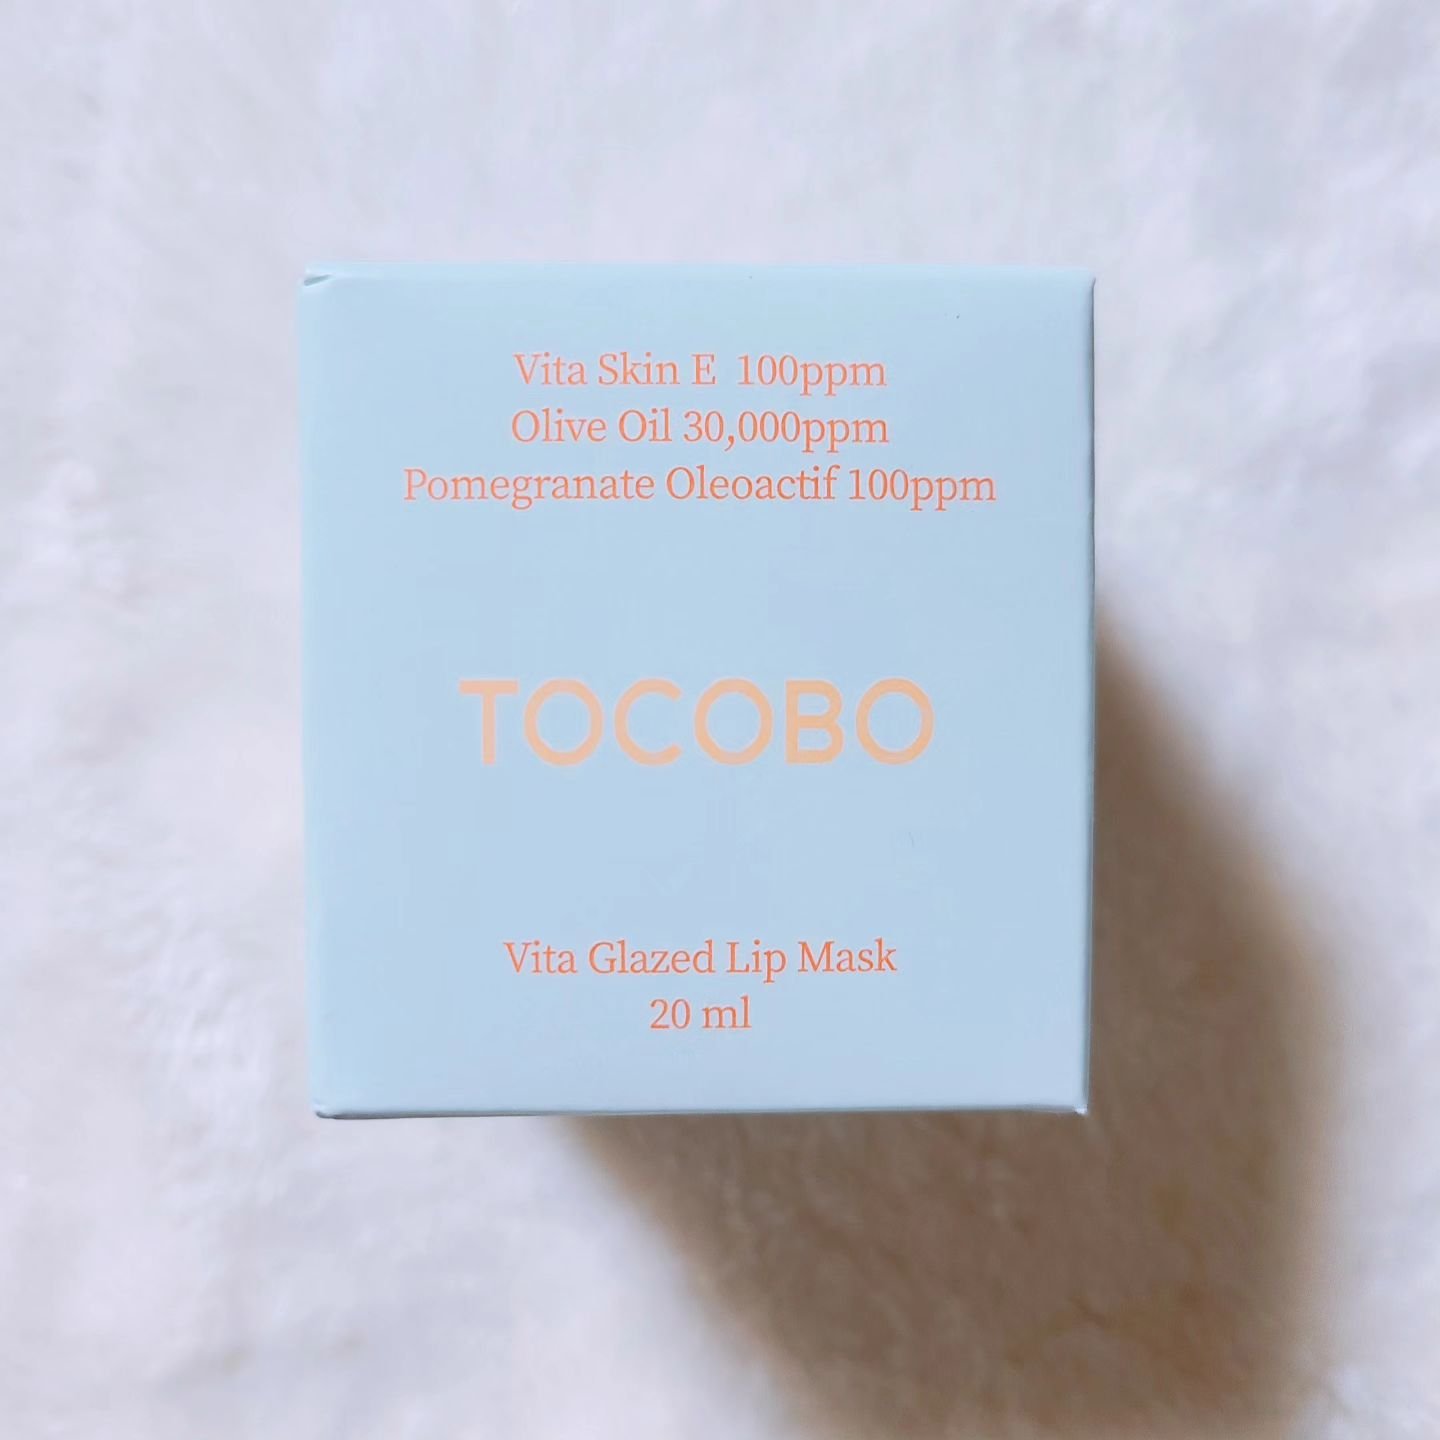 Vita Skin E 100ppm
Olive Oil 30,000ppm
Pomegranate Oleoactif 100ppm
TOCOBO
Vita Glazed Lip Mask
20 ml